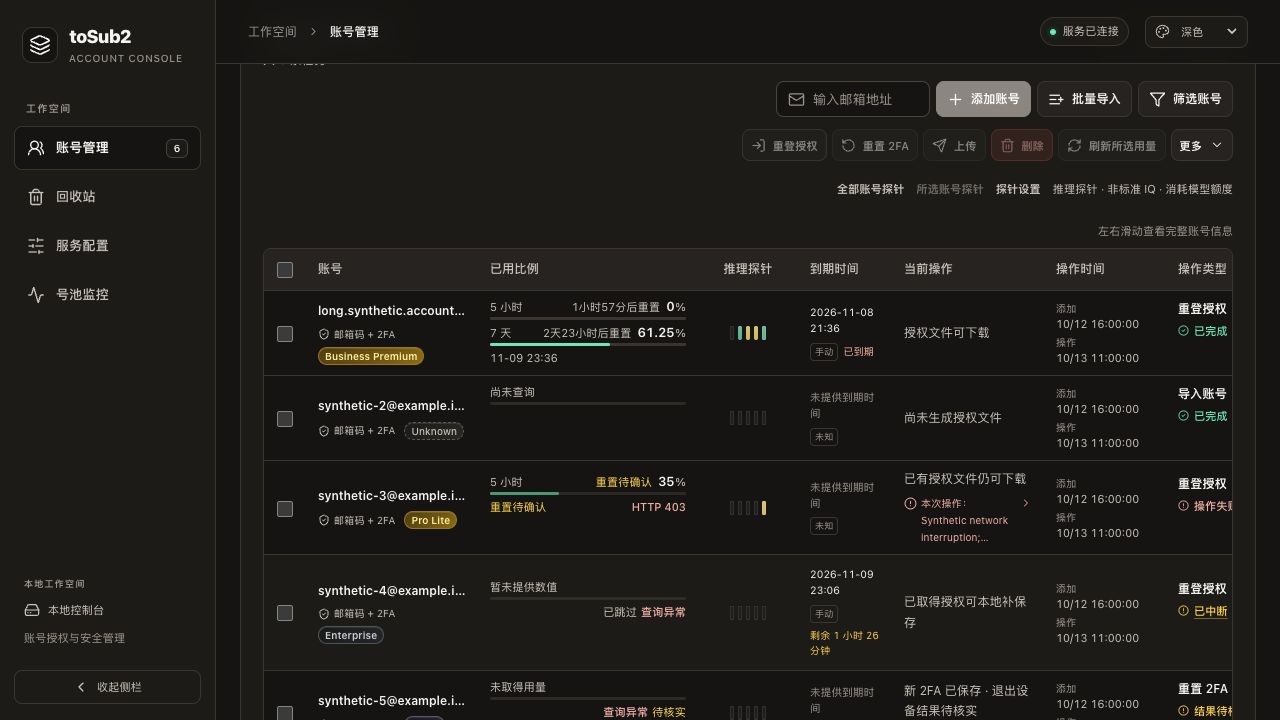 toSub2
ACCOUNT CONSOLE
工作空间
账号管理
6
回收站
服务配置
号池监控
本地工作空间
本地控制台
账号授权与安全管理
收起侧栏
工作空间 > 账号管理
服务已连接
深色
输入邮箱地址
添加账号
批量导入
筛选账号
重登授权
重置 2FA
上传
删除
刷新所选用量
更多
全部账号探针
所选账号探针
探针设置
推理探针 · 非标准 IQ · 消耗模型额度
左右滑动查看完整账号信息
账号
已用比例
推理探针
到期时间
当前操作
操作时间
操作类型
long.synthetic.account...
邮箱码 + 2FA
Business Premium
5 小时
1小时57分后重置 0%
7 天
2天23小时后重置 61.25%
11-09 23:36
2026-11-08
21:36
手动
已到期
授权文件可下载
添加
10/12 16:00:00
操作
10/13 11:00:00
重登授权
已完成
synthetic-2@example.i...
邮箱码 + 2FA
Unknown
尚未查询
未提供到期时
间
未知
尚未生成授权文件
添加
10/12 16:00:00
操作
10/13 11:00:00
导入账号
已完成
synthetic-3@example.i...
邮箱码 + 2FA
Pro Lite
5 小时
重置待确认 35%
重置待确认
HTTP 403
未提供到期时
间
未知
已有授权文件仍可下载
本次操作：
Synthetic network
interruption;...
添加
10/12 16:00:00
操作
10/13 11:00:00
重登授权
操作失
synthetic-4@example.i...
邮箱码 + 2FA
Enterprise
暂未提供数值
已跳过 查询异常
2026-11-09
23:06
手动
剩余 1 小时 26
分钟
已取得授权可本地补保
存
添加
10/12 16:00:00
操作
10/13 11:00:00
重登授权
已中断
synthetic-5@example.i...
未取得用量
查询异常 待核实
未提供到期时
间
新 2FA 已保存 · 退出设
备结果待核实
添加
10/12 16:00:00
重置 2FA
结果待